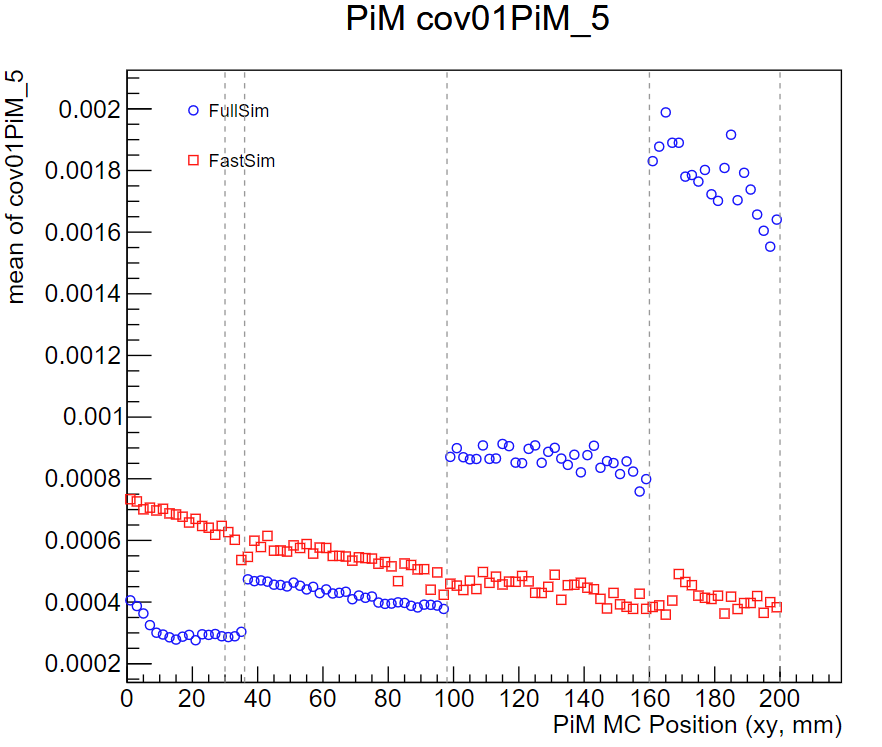 PiM cov01PiM_5
mean of cov01PiM_5
0.002
0.0018
0.0016
0.0014
0.0012
0.001
0.0008
0.0006
0.0004
0.0002
FullSim
FastSim
0 20 40 60 80 100 120 140 160 180 200
PiM MC Position (xy, mm)